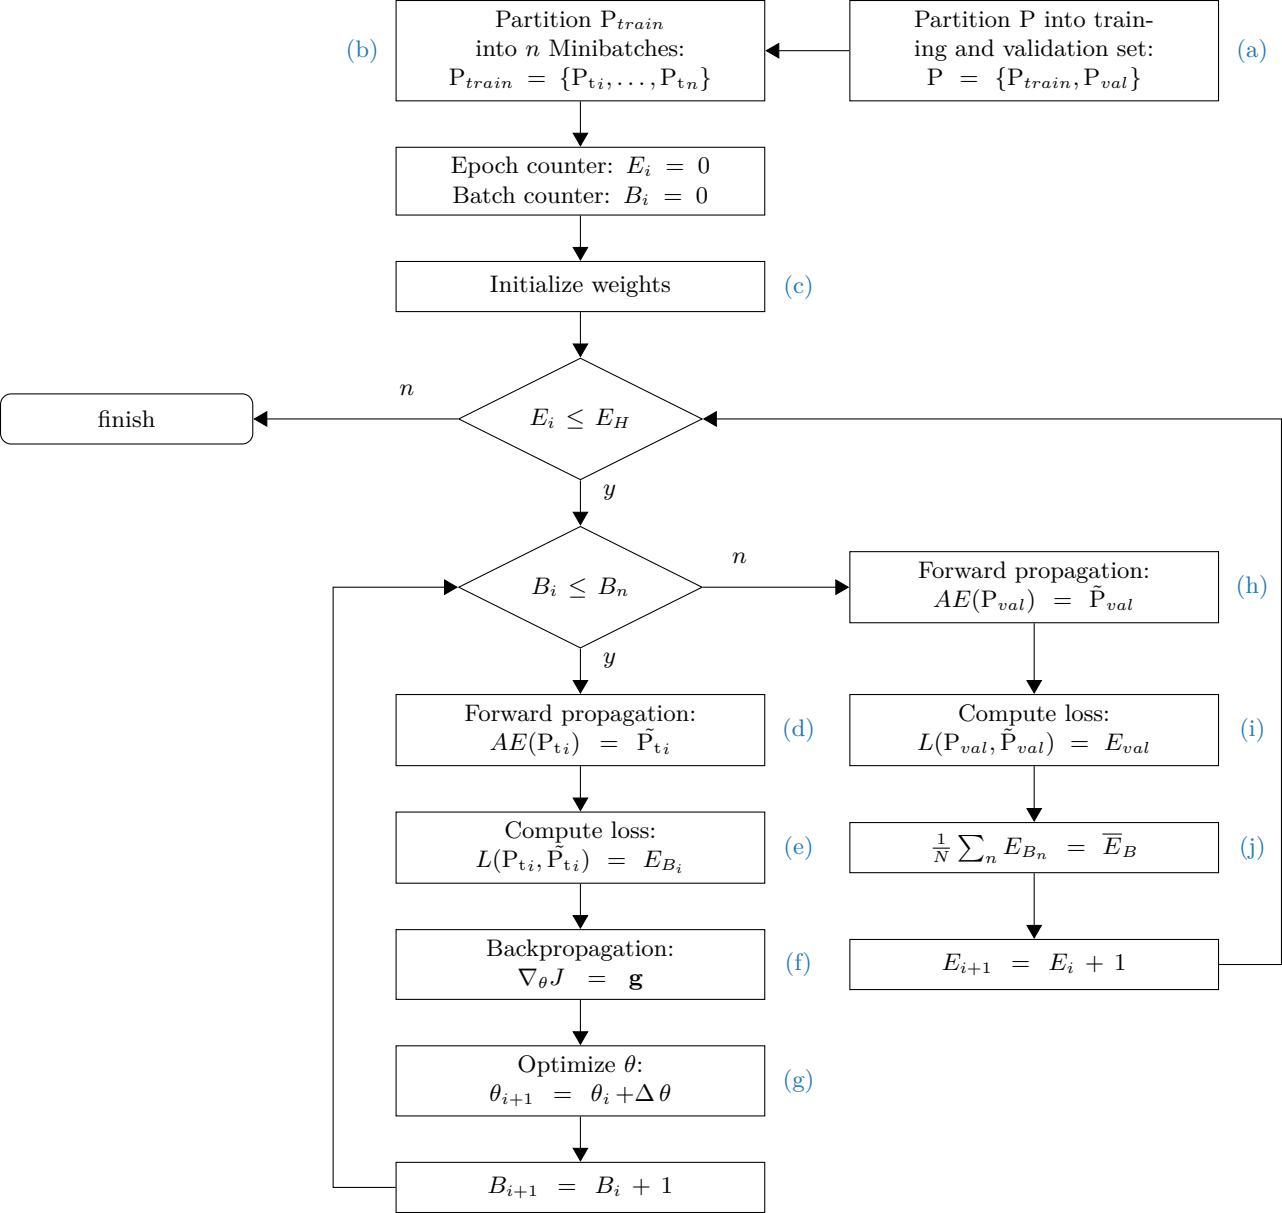 (b)
Partition P_train
into n Minibatches:
P_train = {P_ti,...,P_tn}
Partition P into train-
ing and validation set:
P = {P_train, P_val}
(a)
Epoch counter: E_i = 0
Batch counter: B_i = 0
Initialize weights
(c)
n
finish
E_i ≤ E_H
y
B_i ≤ B_n
n
y
Forward propagation:
AE(P_val) = P̃_val
(h)
Forward propagation:
AE(P_ti) = P̃_ti
(d)
Compute loss:
L(P_val, P̃_val) = E_val
(i)
Compute loss:
L(P_ti, P̃_ti) = E_Bi
(e)
1/N ∑_n E_Bn = E̅_B
(j)
Backpropagation:
∇_θ J = g
(f)
E_i+1 = E_i + 1
Optimize θ:
θ_i+1 = θ_i + Δ θ
(g)
B_i+1 = B_i + 1